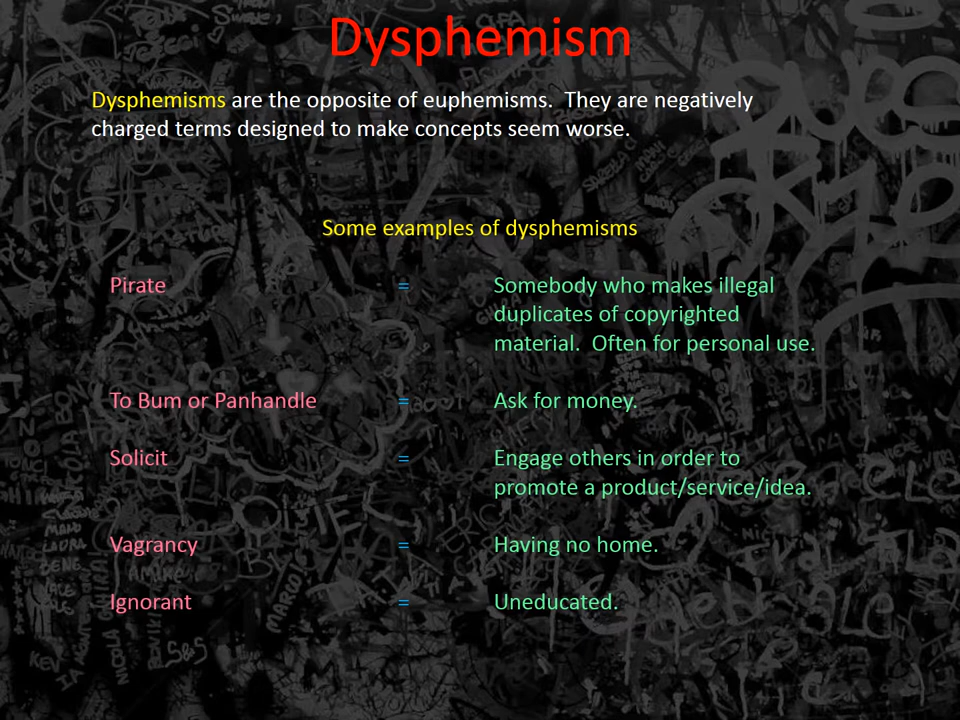 Dysphemism
Dysphemisms are the opposite of euphemisms.  They are negatively
charged terms designed to make concepts seem worse.
Some examples of dysphemisms
Pirate = Somebody who makes illegal
duplicates of copyrighted
material.  Often for personal use.
To Bum or Panhandle = Ask for money.
Solicit = Engage others in order to
promote a product/service/idea.
Vagrancy = Having no home.
Ignorant = Uneducated.
KEV
S&S